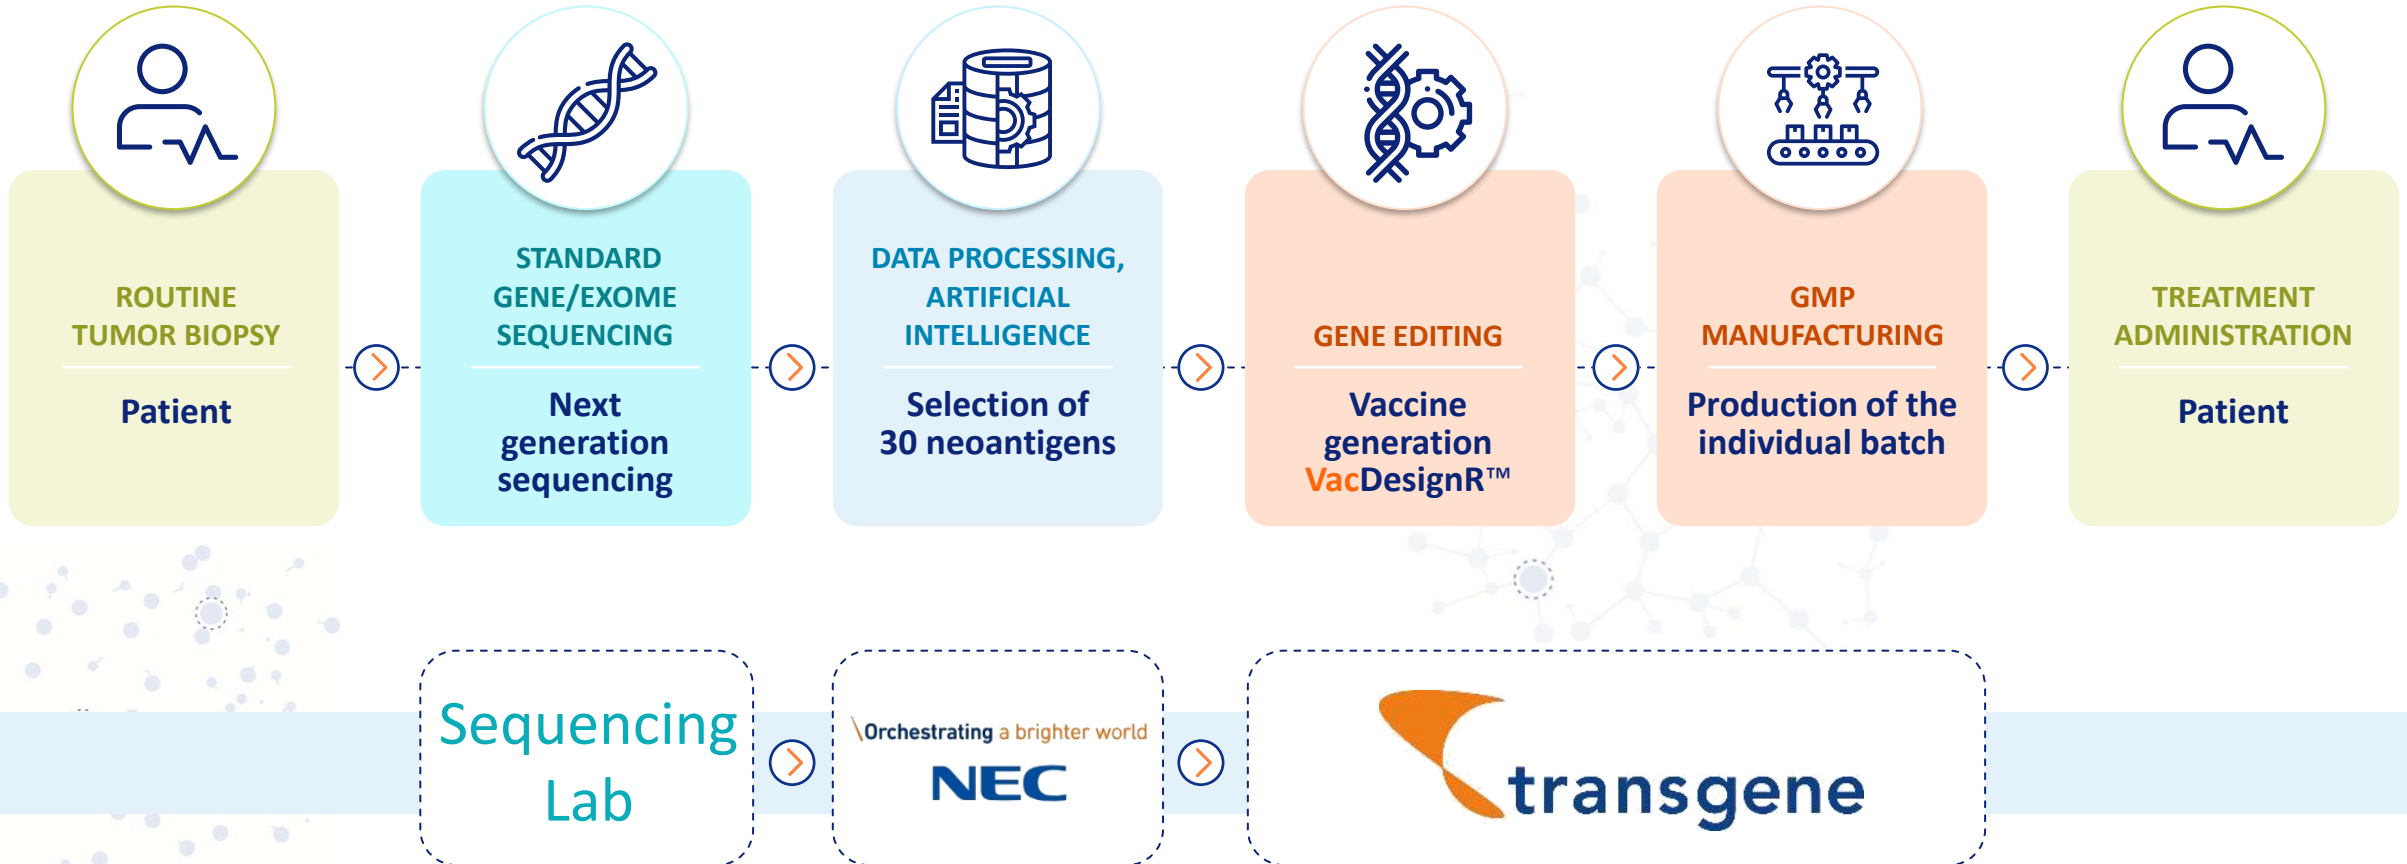 ROUTINE
TUMOR BIOPSY
Patient
STANDARD
GENE/EXOME
SEQUENCING
Next
generation
sequencing
DATA PROCESSING,
ARTIFICIAL
INTELLIGENCE
Selection of
30 neoantigens
GENE EDITING
Vaccine
generation
VacDesignR™
GMP
MANUFACTURING
Production of the
individual batch
TREATMENT
ADMINISTRATION
Patient
Sequencing
Lab
\Orchestrating a brighter world
NEC
transgene